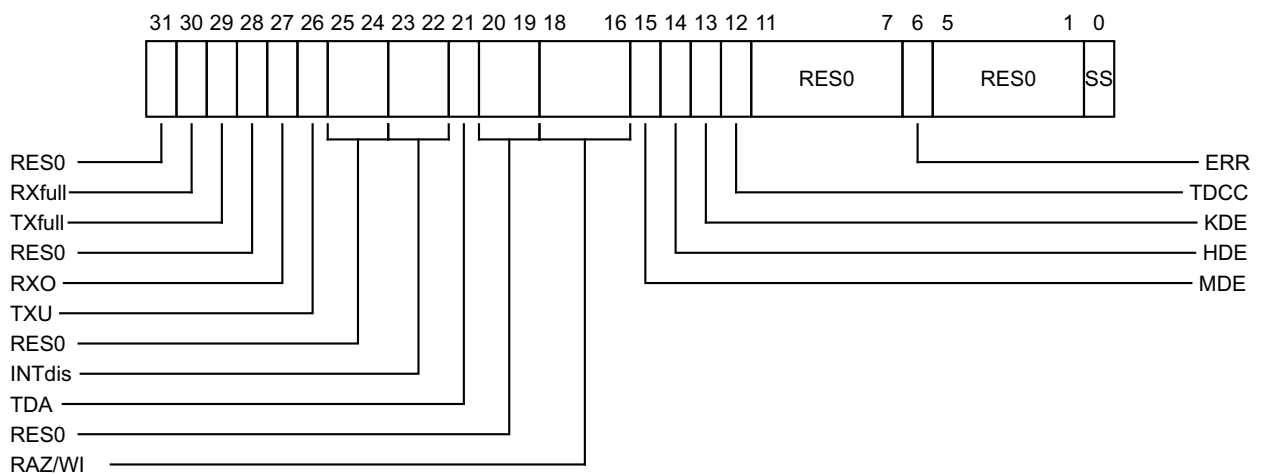 31 30 29 28 27 26 25 24 23 22 21 20 19 18 16 15 14 13 12 11 7 6 5 1 0
RES0 RES0 SS
RES0 ERR
RXfull TDCC
TXfull KDE
RES0 HDE
RXO MDE
TXU
RES0
INTdis
TDA
RES0
RAZ/WI